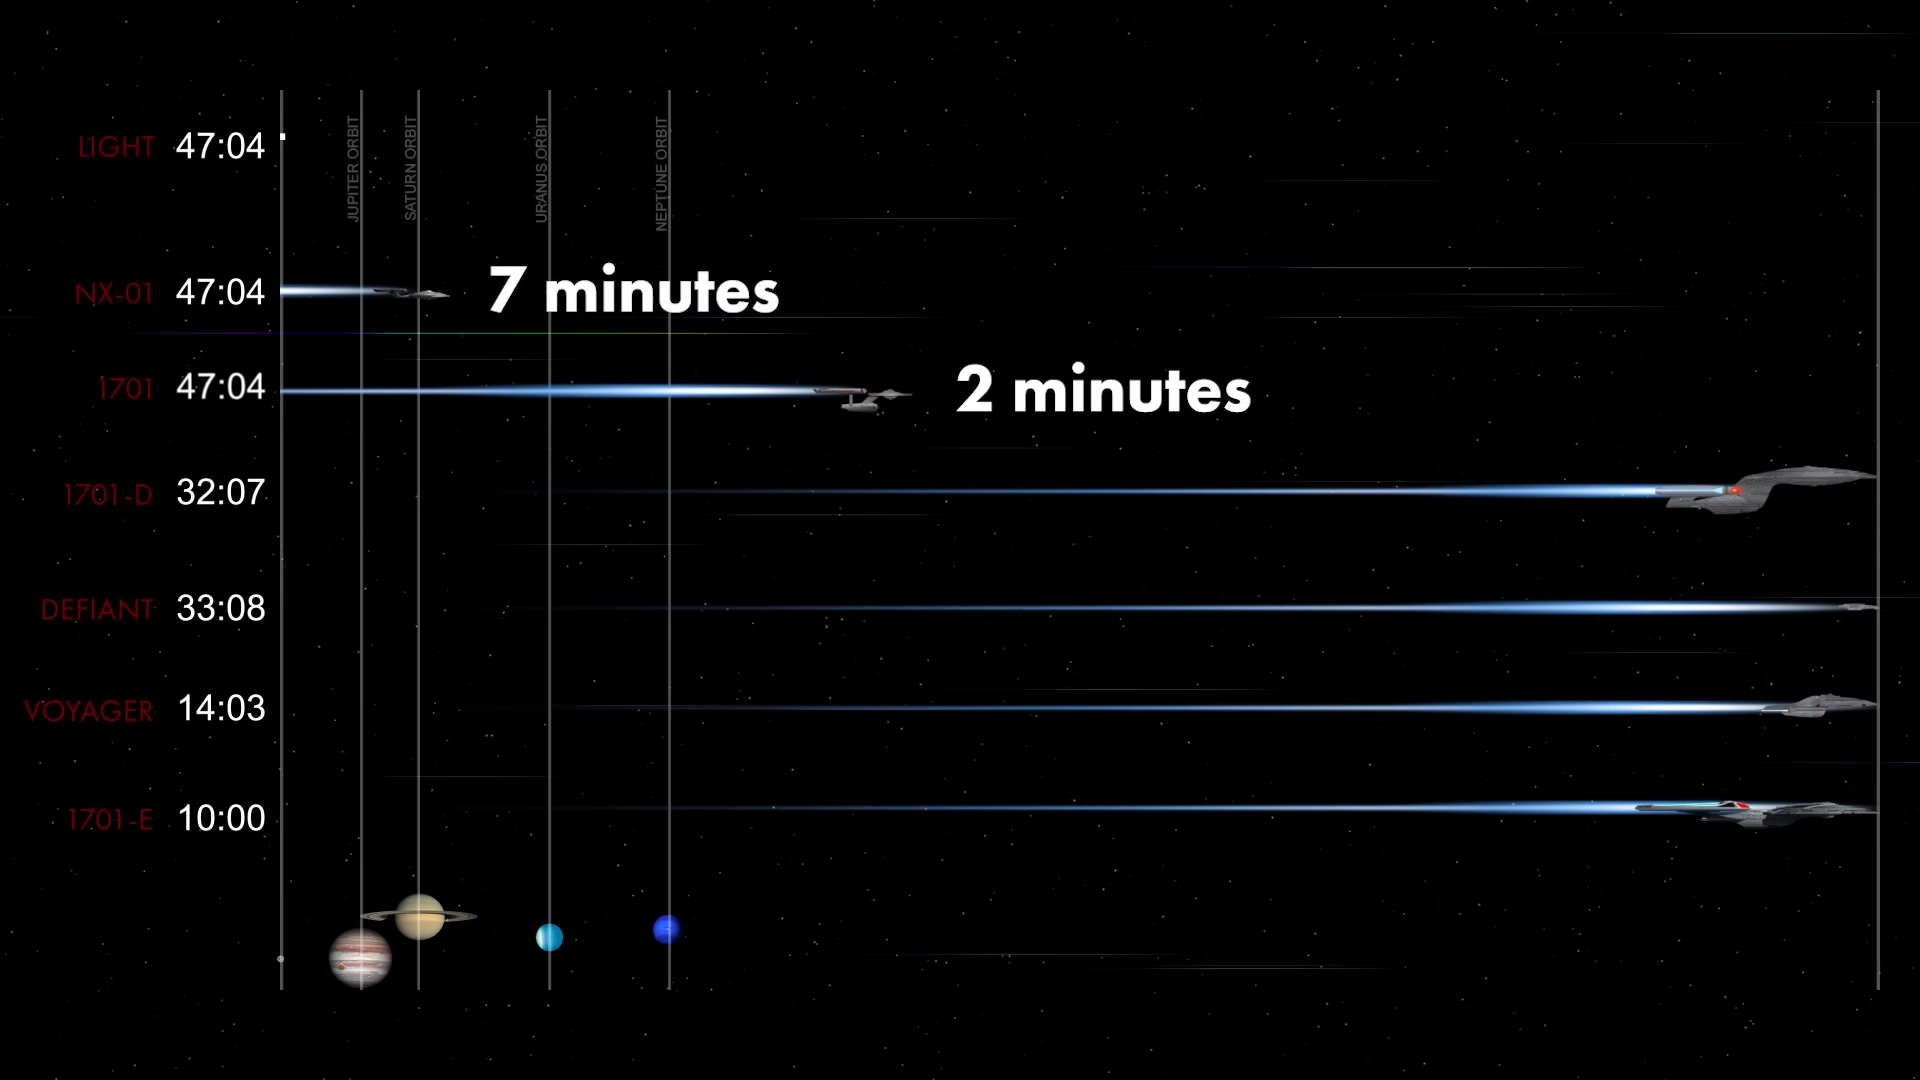 JUPITER ORBIT
SATURN ORBIT
URANUS ORBIT
NEPTUNE ORBIT
LIGHT 47:04
NX-01 47:04 7 minutes
1701 47:04 2 minutes
1701-D 32:07
DEFIANT 33:08
VOYAGER 14:03
1701-E 10:00